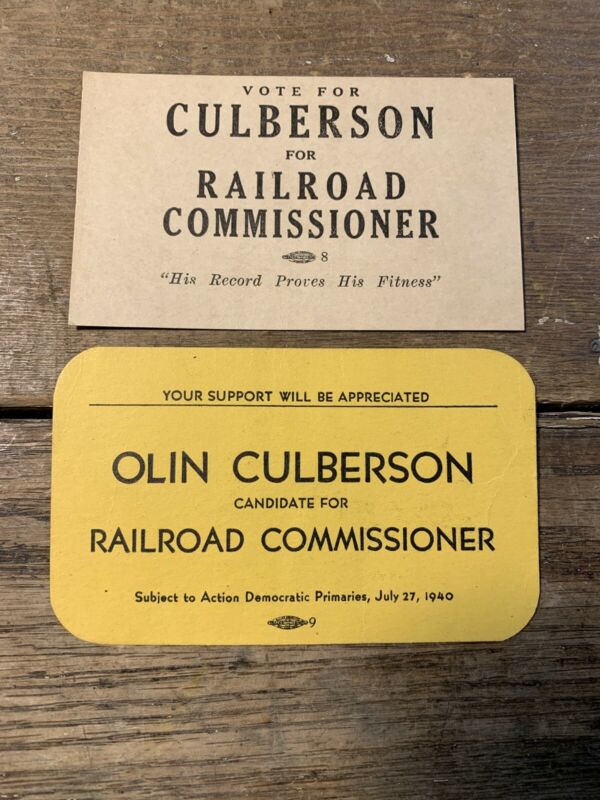 VOTE FOR
CULBERSON
FOR
RAILROAD
COMMISSIONER
8
"His Record Proves His Fitness"
YOUR SUPPORT WILL BE APPRECIATED
OLIN CULBERSON
CANDIDATE FOR
RAILROAD COMMISSIONER
Subject to Action Democratic Primaries, July 27, 1940
9